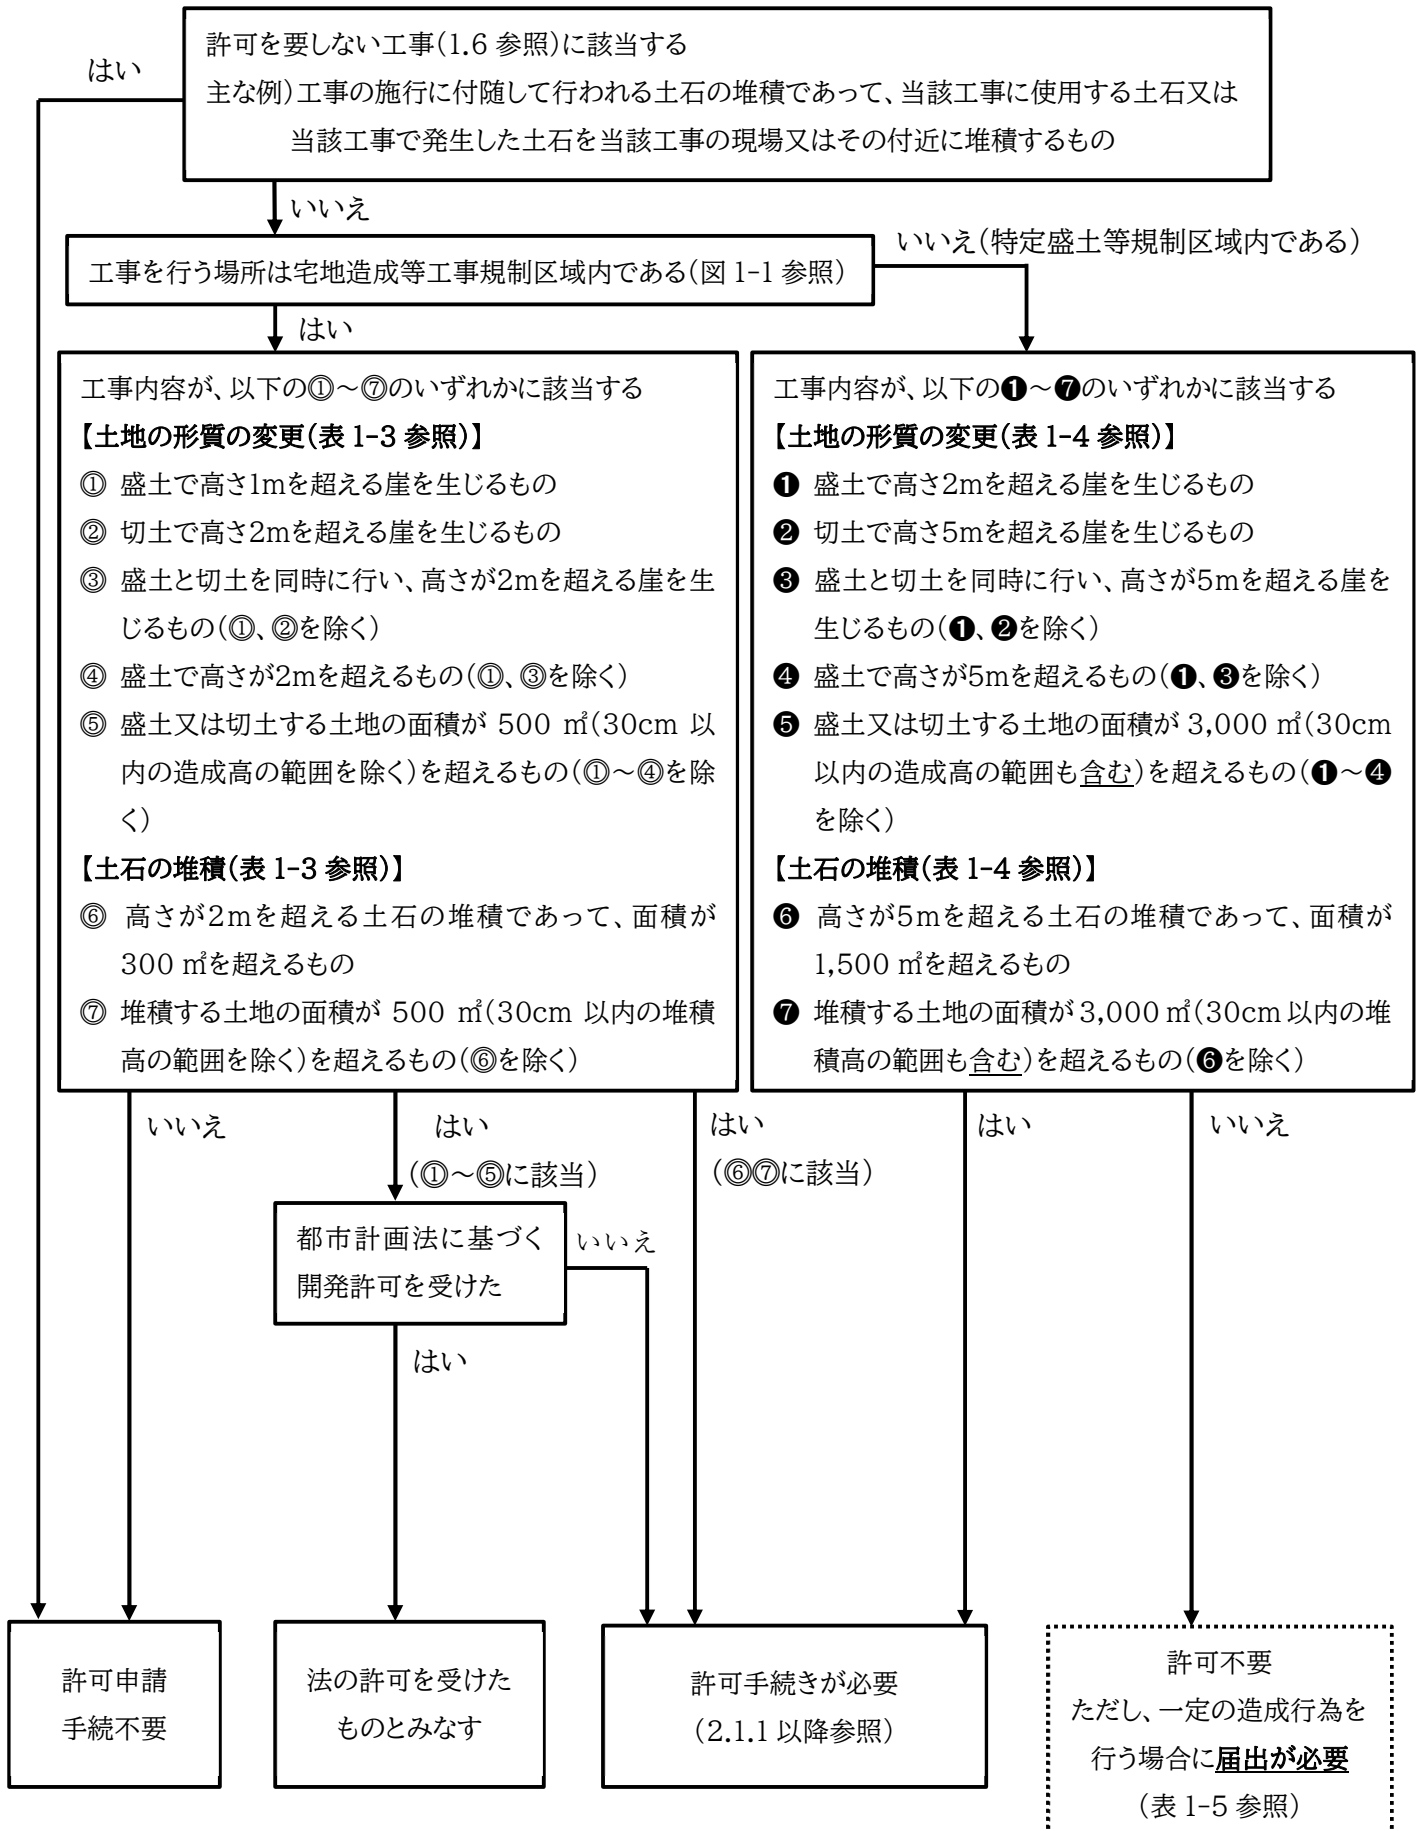 許可を要しない工事(1.6 参照)に該当する
はい
主な例)工事の施行に付随して行われる土石の堆積であって、当該工事に使用する土石又は
当該工事で発生した土石を当該工事の現場又はその付近に堆積するもの
いいえ
いいえ(特定盛土等規制区域内である)
工事を行う場所は宅地造成等工事規制区域内である(図 1-1 参照)
はい
工事内容が、以下の⓵~⓻のいずれかに該当する
【土地の形質の変更(表 1-3 参照)】
⓵ 盛土で高さ1mを超える崖を生じるもの
⓶ 切土で高さ2mを超える崖を生じるもの
⓷ 盛土と切土を同時に行い、高さが2mを超える崖を生
じるもの(⓵、⓶を除く)
⓸ 盛土で高さが2mを超えるもの(⓵、⓷を除く)
⓹ 盛土又は切土する土地の面積が 500 ㎡(30cm 以
内の造成高の範囲を除く)を超えるもの(⓵~⓸を除
く)
【土石の堆積(表 1-3 参照)】
⓺ 高さが2mを超える土石の堆積であって、面積が
300 ㎡を超えるもの
⓻ 堆積する土地の面積が 500 ㎡(30cm 以内の堆積
高の範囲を除く)を超えるもの(⓺を除く)
工事内容が、以下の❶~❼のいずれかに該当する
【土地の形質の変更(表 1-4 参照)】
❶ 盛土で高さ2mを超える崖を生じるもの
❷ 切土で高さ5mを超える崖を生じるもの
❸ 盛土と切土を同時に行い、高さが5mを超える崖を
生じるもの(❶、❷を除く)
❹ 盛土で高さが5mを超えるもの(❶、❸を除く)
❺ 盛土又は切土する土地の面積が 3,000 ㎡(30cm
以内の造成高の範囲も含む)を超えるもの(❶~❹
を除く)
【土石の堆積(表 1-4 参照)】
❻ 高さが5mを超える土石の堆積であって、面積が
1,500 ㎡を超えるもの
❼ 堆積する土地の面積が 3,000 ㎡(30cm 以内の堆
積高の範囲も含む)を超えるもの(❻を除く)
いいえ
はい
(⓵~⓹に該当)
はい
(⓺⓻に該当)
はい
いいえ
都市計画法に基づく
開発許可を受けた
いいえ
はい
許可申請
手続不要
法の許可を受けた
ものとみなす
許可手続きが必要
(2.1.1 以降参照)
許可不要
ただし、一定の造成行為を
行う場合に届出が必要
(表 1-5 参照)